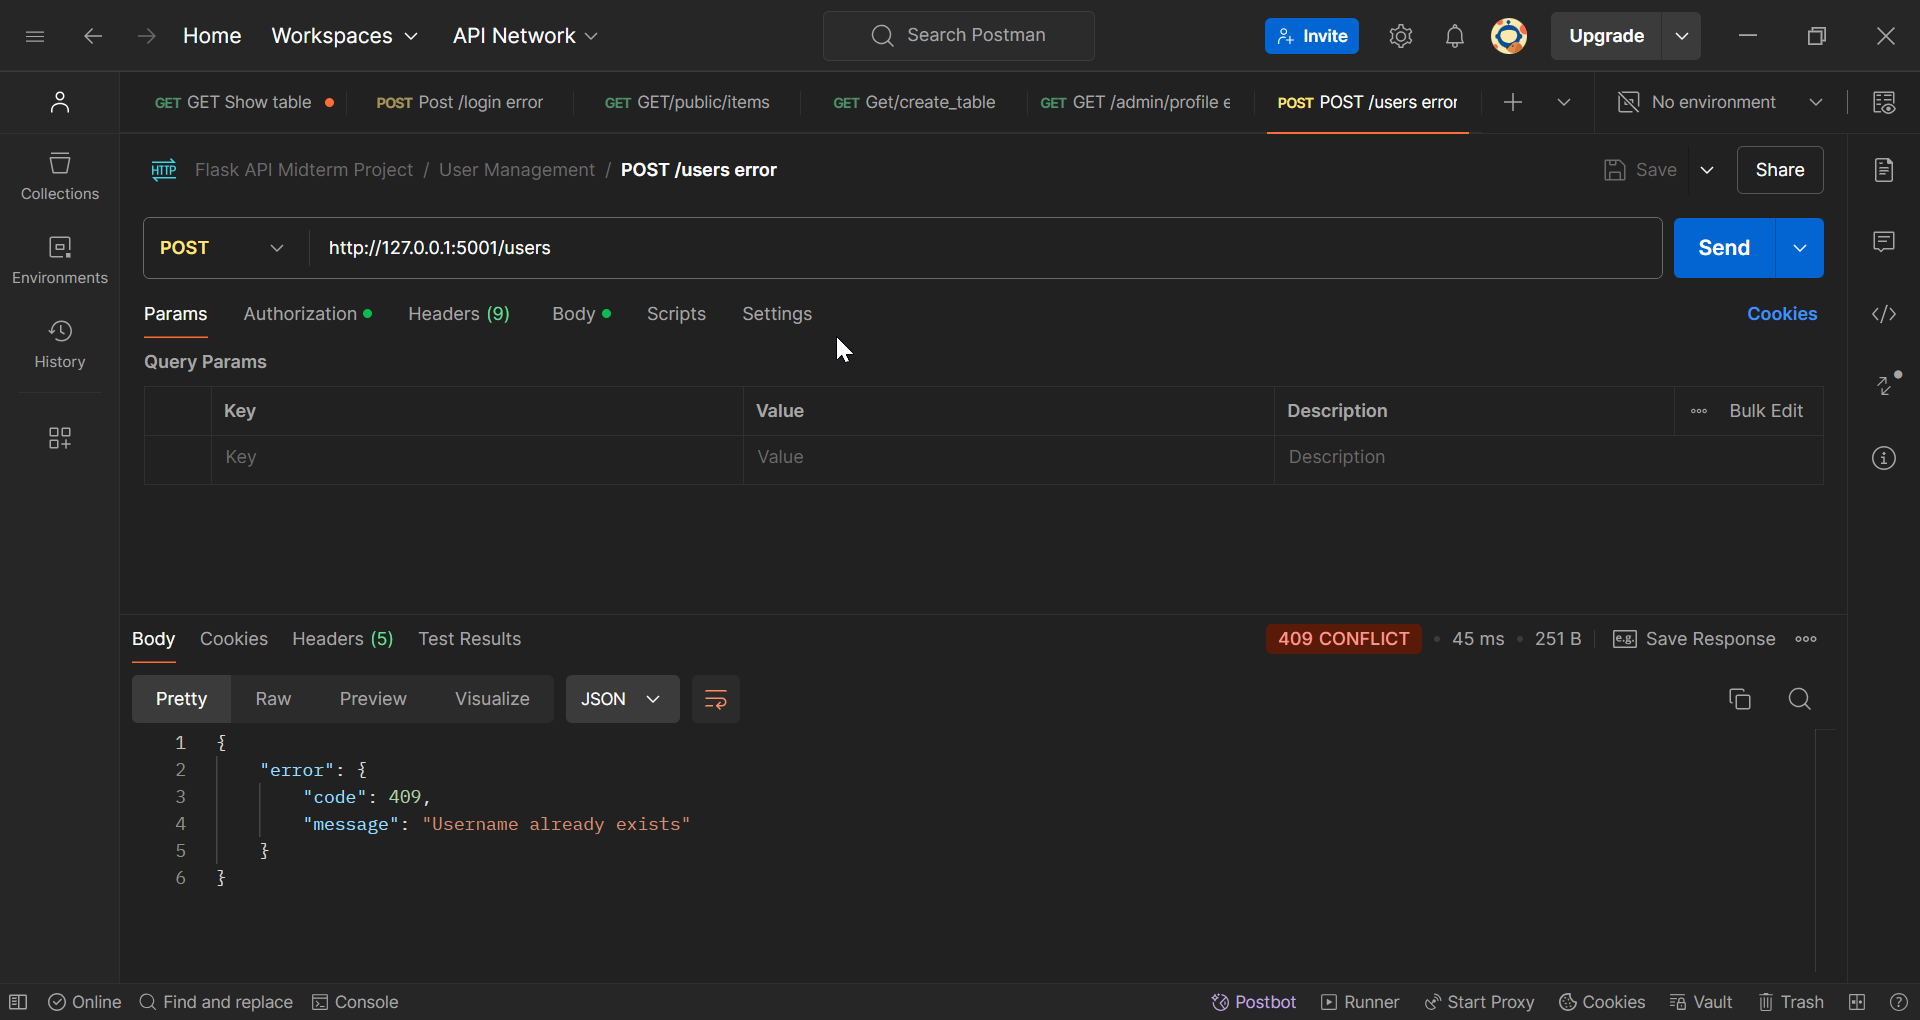 Home Workspaces API Network Search Postman Invite Upgrade
GET GET Show table POST Post /login error GET GET/public/items GET Get/create_table GET GET /admin/profile e POST POST /users error No environment
HTTP Flask API Midterm Project / User Management / POST /users error Save Share
Collections
POST http://127.0.0.1:5001/users Send
Environments
Params Authorization Headers (9) Body Scripts Settings Cookies
History
Query Params
Key Value Description Bulk Edit
Key Value Description
Body Cookies Headers (5) Test Results 409 CONFLICT 45 ms 251 B e.g. Save Response
Pretty Raw Preview Visualize JSON
1 {
2 "error": {
3 "code": 409,
4 "message": "Username already exists"
5 }
6 }
Online Find and replace Console Postbot Runner Start Proxy Cookies Vault Trash